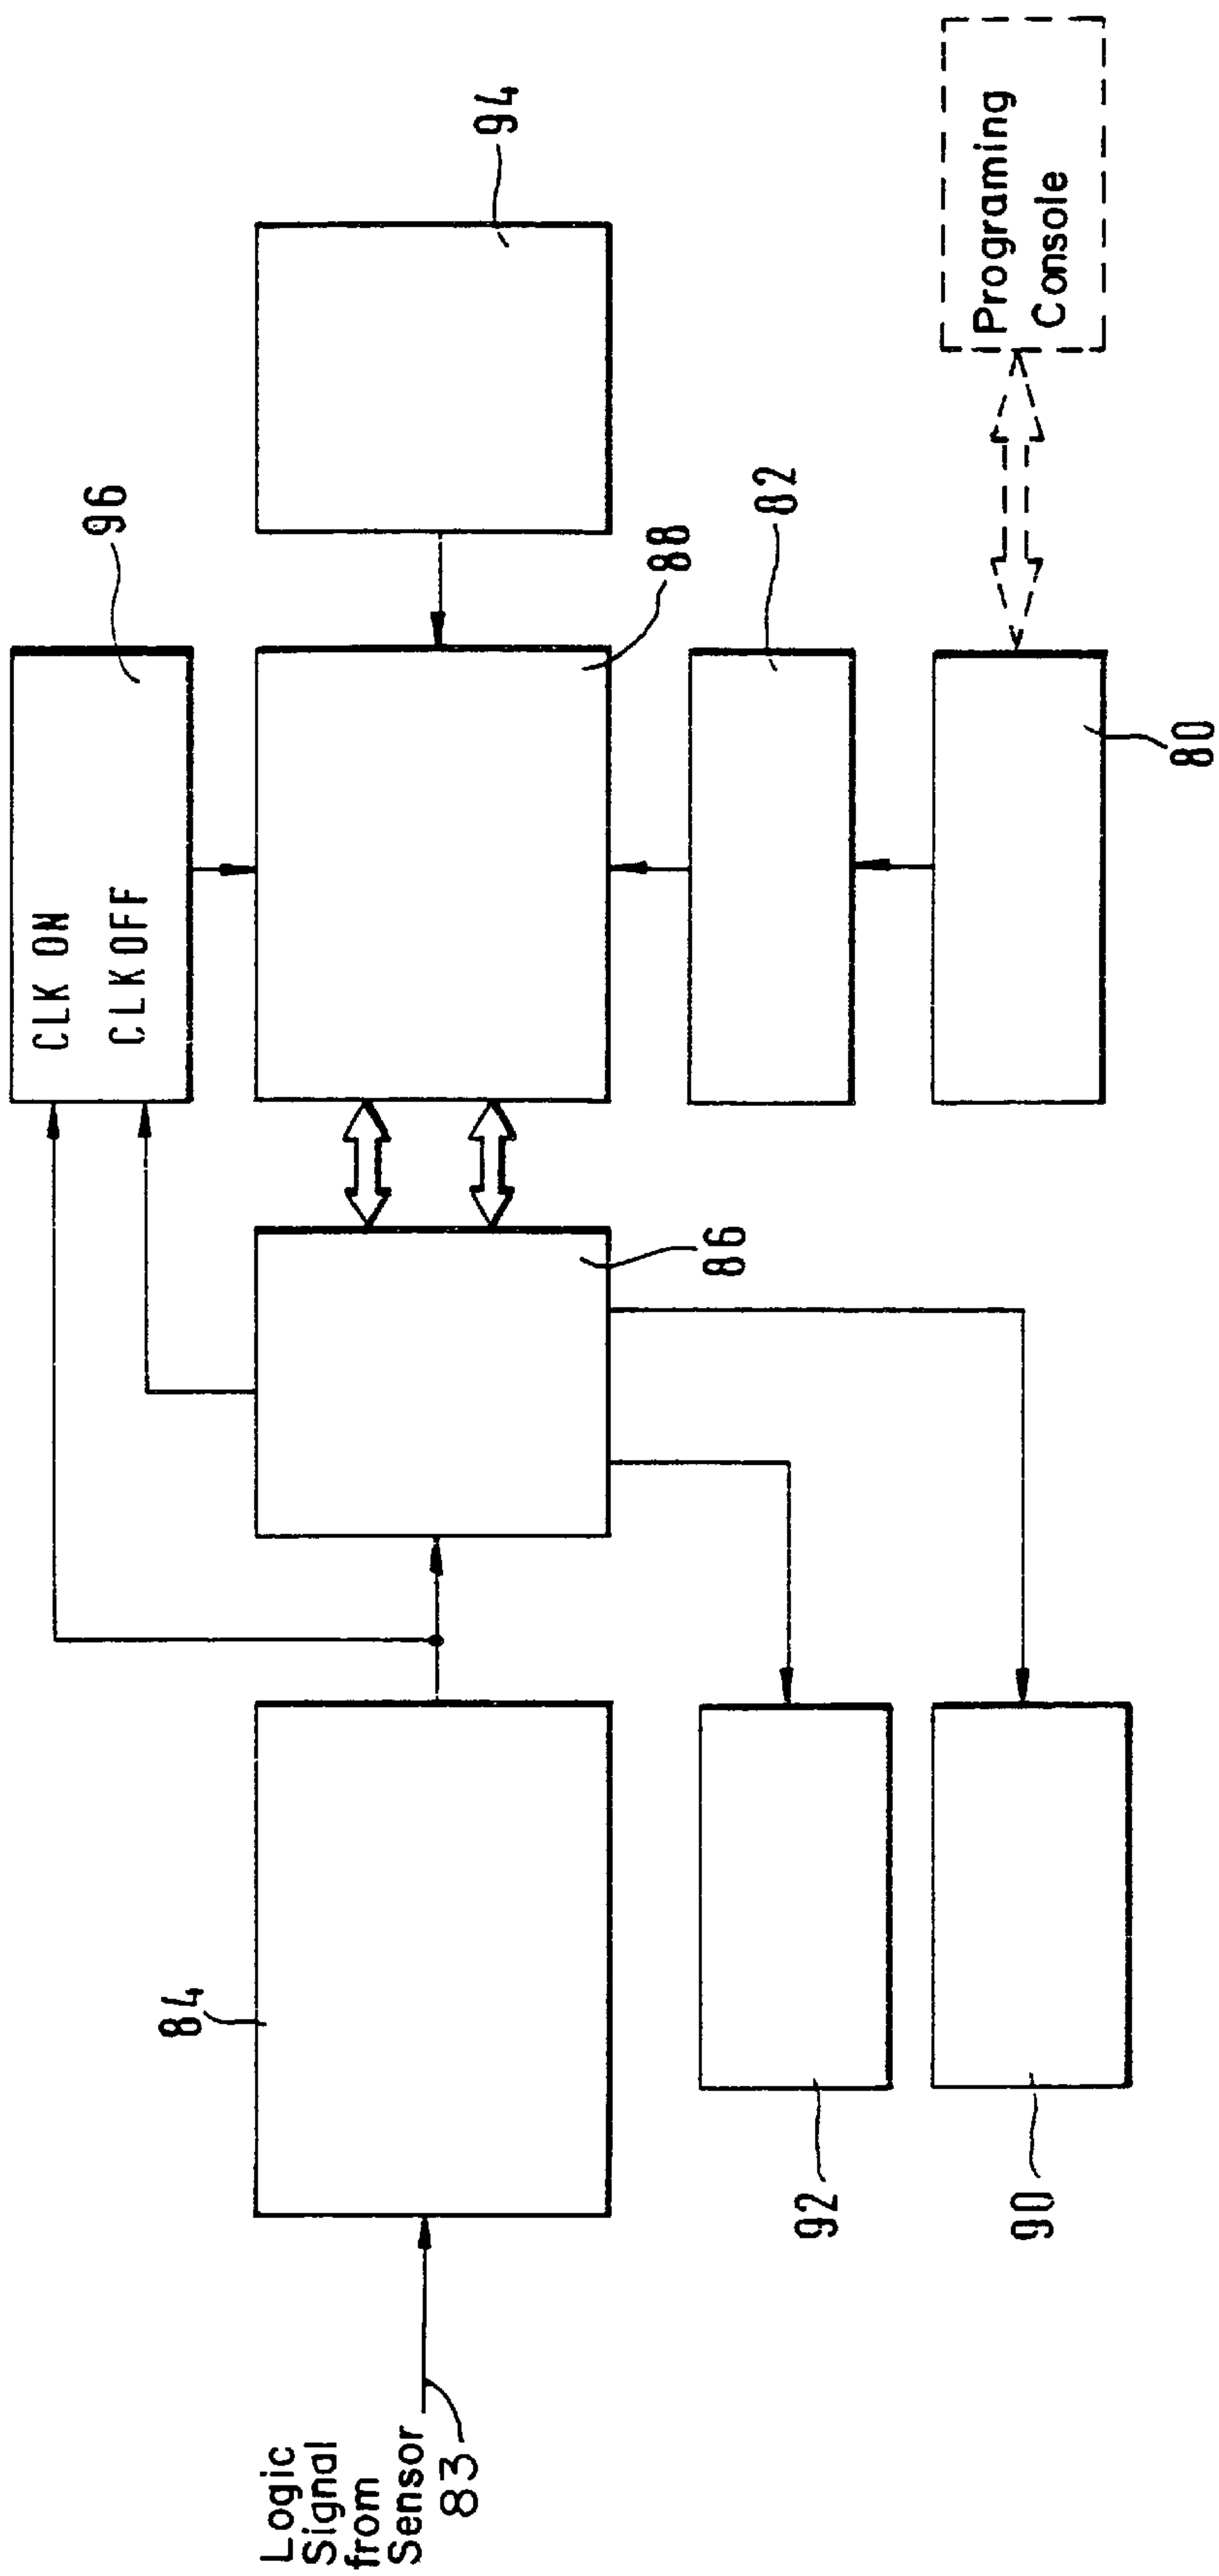 Logic
Signal
from
Sensor
83
84
92
90
86
CLK ON
CLK OFF
96
88
82
80
94
Programing
Console